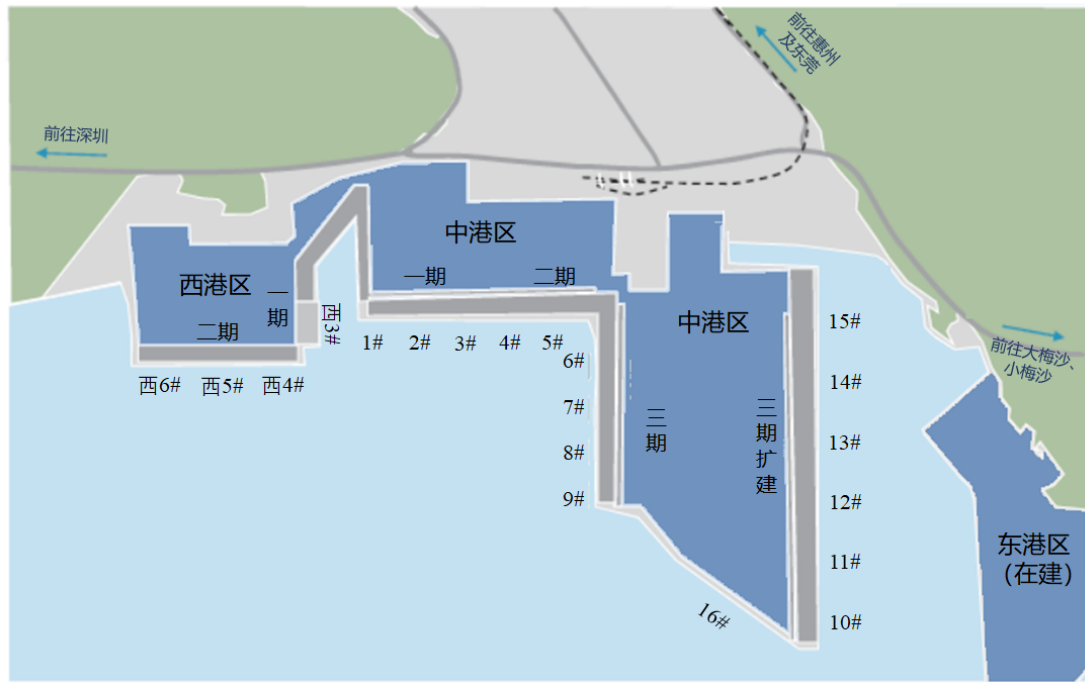 前往惠州
及东莞
前往深圳
中港区
西港区
一期
二期
一期
二期
西3#
中港区
1#
2#
3#
4#
5#
15#
前往大梅沙、
小梅沙
西6#
西5#
西4#
6#
14#
7#
三期
三期扩建
13#
8#
9#
12#
东港区
(在建)
11#
16#
10#